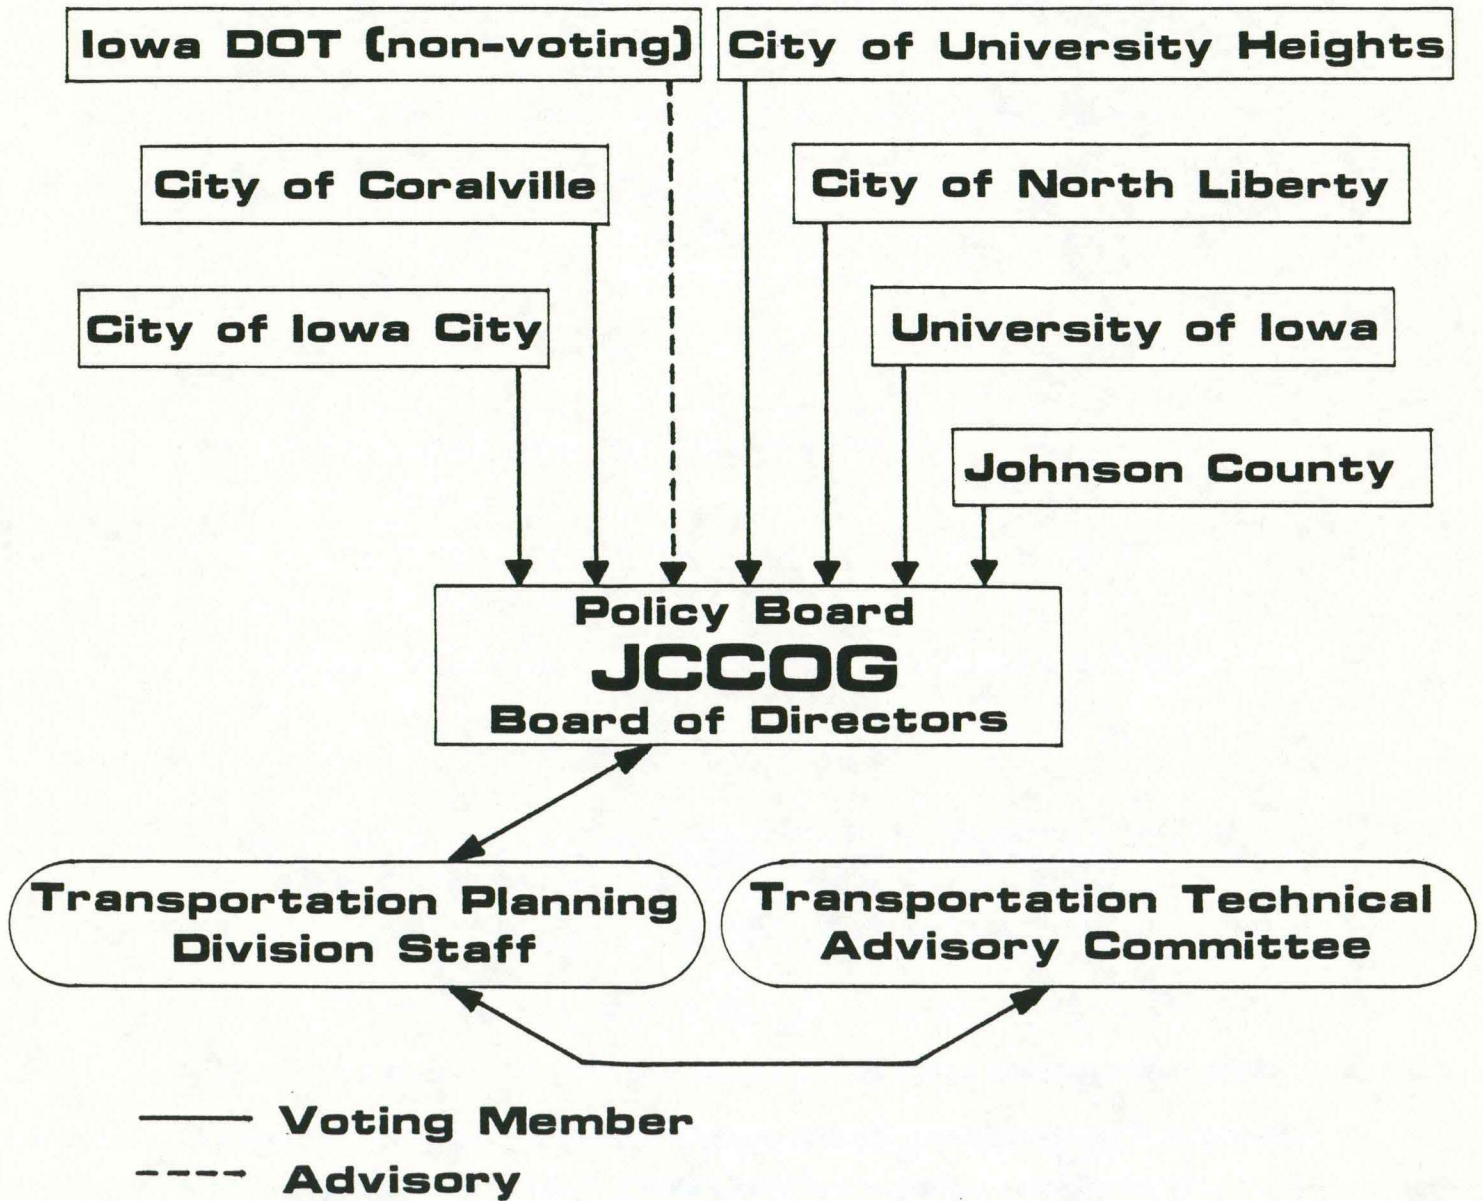 Iowa DOT (non-voting)
City of University Heights
City of Coralville
City of North Liberty
City of Iowa City
University of Iowa
Johnson County
Policy Board
JCCOG
Board of Directors
Transportation Planning
Division Staff
Transportation Technical
Advisory Committee
Voting Member
Advisory